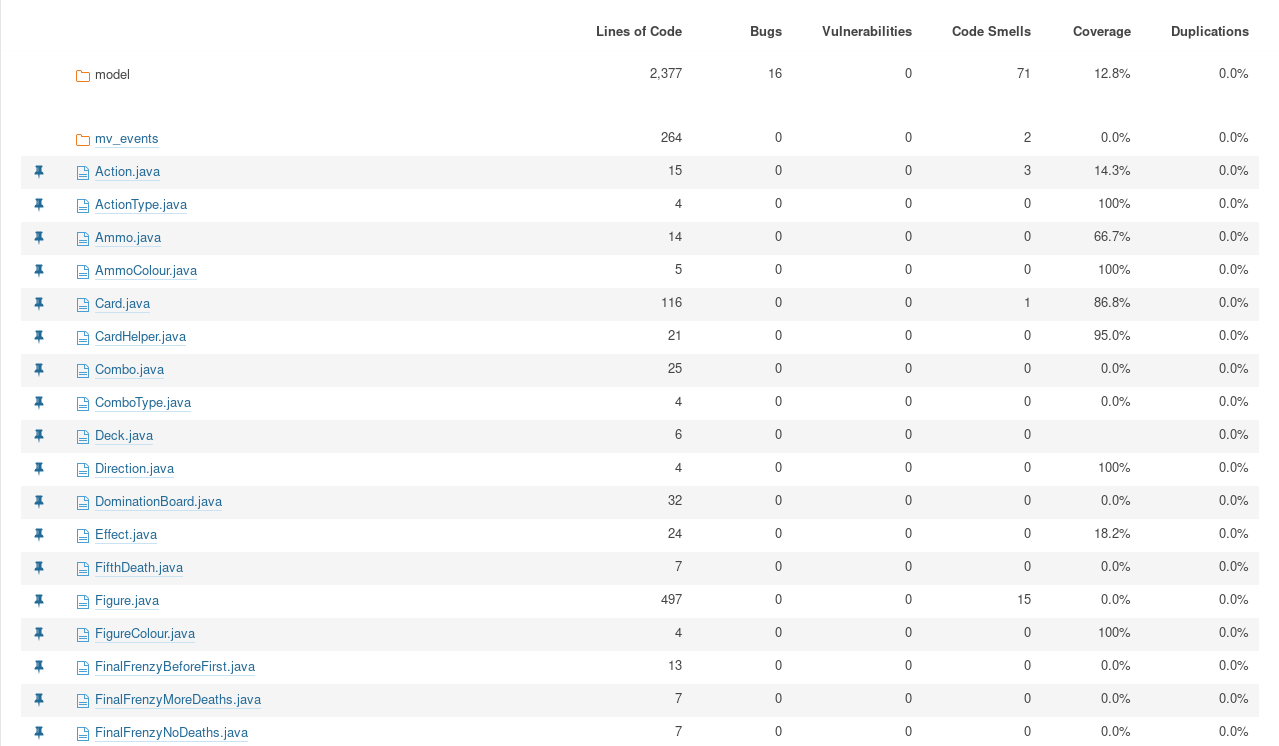 Lines of Code Bugs Vulnerabilities Code Smells Coverage Duplications
model 2,377 16 0 71 12.8% 0.0%
mv_events 264 0 0 2 0.0% 0.0%
Action.java 15 0 0 3 14.3% 0.0%
ActionType.java 4 0 0 0 100% 0.0%
Ammo.java 14 0 0 0 66.7% 0.0%
AmmoColour.java 5 0 0 0 100% 0.0%
Card.java 116 0 0 1 86.8% 0.0%
CardHelper.java 21 0 0 0 95.0% 0.0%
Combo.java 25 0 0 0 0.0% 0.0%
ComboType.java 4 0 0 0 0.0% 0.0%
Deck.java 6 0 0 0 0.0%
Direction.java 4 0 0 0 100% 0.0%
DominationBoard.java 32 0 0 0 0.0% 0.0%
Effect.java 24 0 0 0 18.2% 0.0%
FifthDeath.java 7 0 0 0 0.0% 0.0%
Figure.java 497 0 0 15 0.0% 0.0%
FigureColour.java 4 0 0 0 100% 0.0%
FinalFrenzyBeforeFirst.java 13 0 0 0 0.0% 0.0%
FinalFrenzyMoreDeaths.java 7 0 0 0 0.0% 0.0%
FinalFrenzyNoDeaths.java 7 0 0 0 0.0% 0.0%